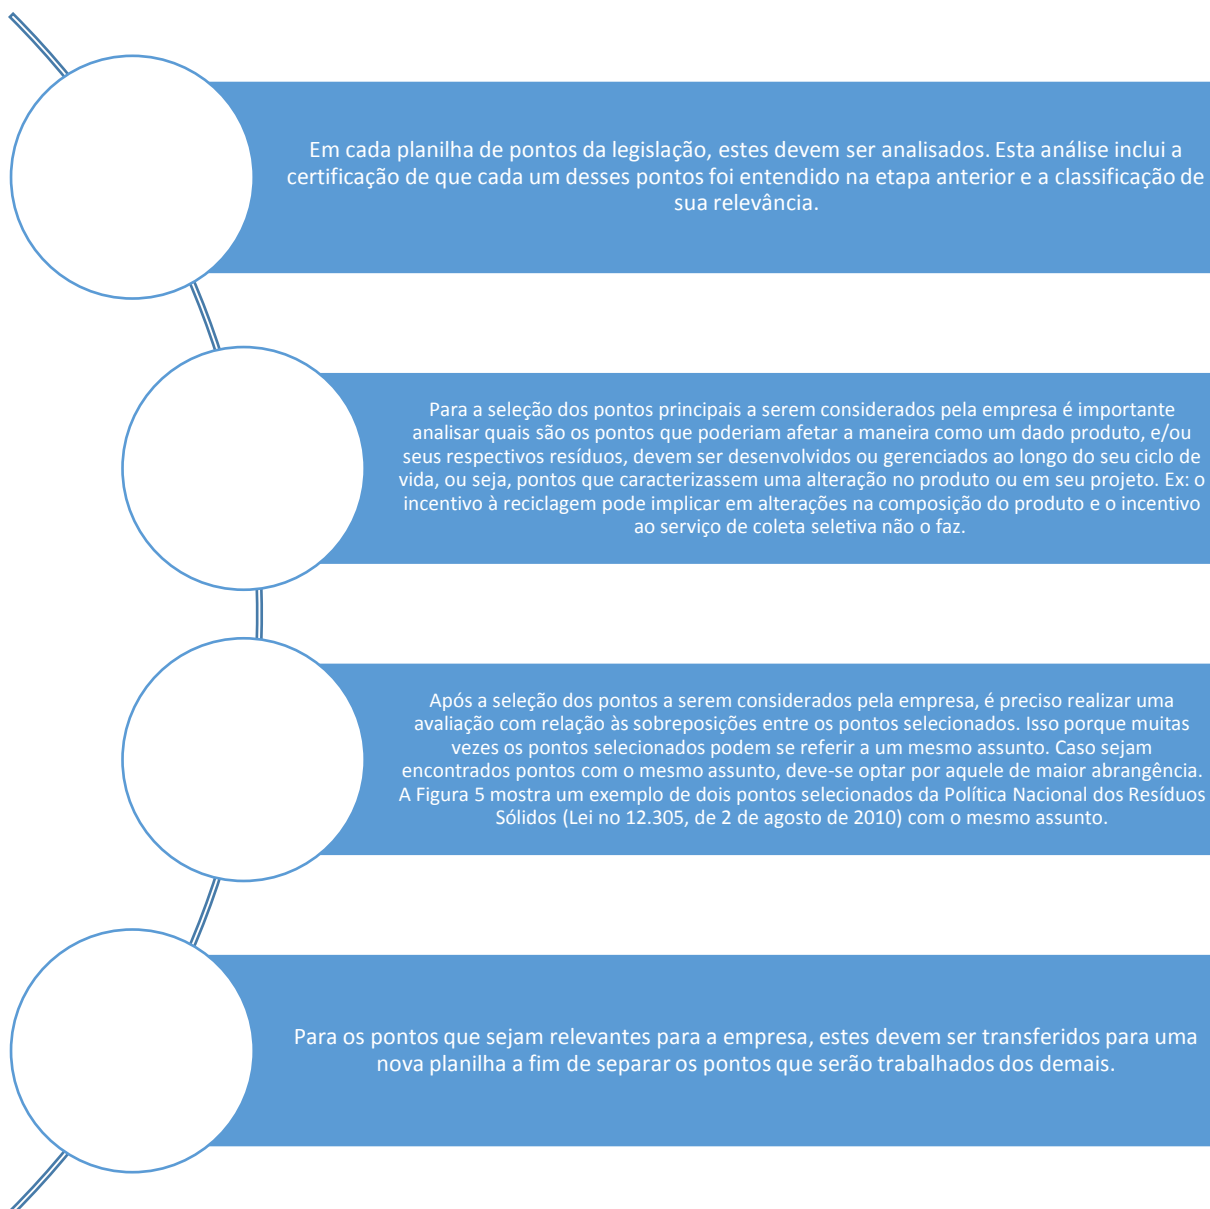 Em cada planilha de pontos da legislação, estes devem ser analisados. Esta análise inclui a
certificação de que cada um desses pontos foi entendido na etapa anterior e a classificação de
sua relevância.
Para a seleção dos pontos principais a serem considerados pela empresa é importante
analisar quais são os pontos que poderiam afetar a maneira como um dado produto, e/ou
seus respectivos resíduos, devem ser desenvolvidos ou gerenciados ao longo do seu ciclo de
vida, ou seja, pontos que caracterizassem uma alteração no produto ou em seu projeto. Ex: o
incentivo à reciclagem pode implicar em alterações na composição do produto e o incentivo
ao serviço de coleta seletiva não o faz.
Após a seleção dos pontos a serem considerados pela empresa, é preciso realizar uma
avaliação com relação às sobreposições entre os pontos selecionados. Isso porque muitas
vezes os pontos selecionados podem se referir a um mesmo assunto. Caso sejam
encontrados pontos com o mesmo assunto, deve-se optar por aquele de maior abrangência.
A Figura 5 mostra um exemplo de dois pontos selecionados da Política Nacional dos Resíduos
Sólidos (Lei no 12.305, de 2 de agosto de 2010) com o mesmo assunto.
Para os pontos que sejam relevantes para a empresa, estes devem ser transferidos para uma
nova planilha a fim de separar os pontos que serão trabalhados dos demais.